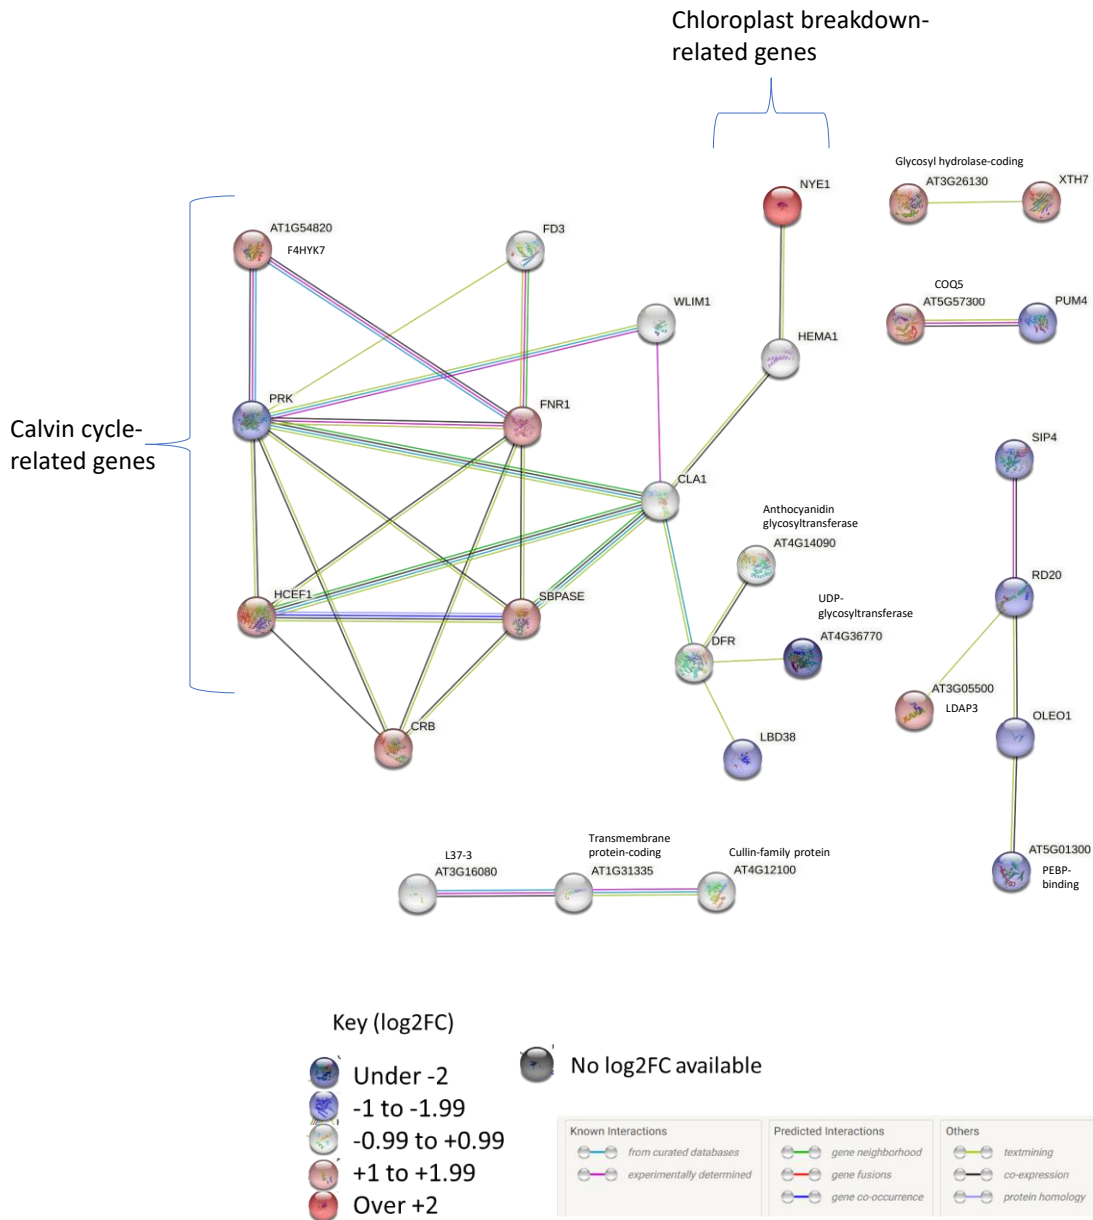 Chloroplast breakdown-
related genes
NYE1
Glycosyl hydrolase-coding
AT3G26130
XTH7
AT1G54820
F4HYK7
FD3
WLIM1
COQ5
AT5G57300
PUM4
HEMA1
PRK
FNR1
Calvin cycle-
related genes
SIP4
CLA1
Anthocyanidin
glycosyltransferase
AT4G14090
RD20
HCEF1
SBPASE
UDP-
glycosyltransferase
AT4G36770
DFR
AT3G05500
LDAP3
OLEO1
CRB
LBD38
L37-3
AT3G16080
Transmembrane
protein-coding
AT1G31335
Cullin-family protein
AT4G12100
AT5G01300
PEBP-
binding
Key (log2FC)
Under -2
-1 to -1.99
-0.99 to +0.99
+1 to +1.99
Over +2
No log2FC available
Known Interactions
from curated databases
experimentally determined
Predicted Interactions
gene neighborhood
gene fusions
gene co-occurrence
Others
textmining
co-expression
protein homology